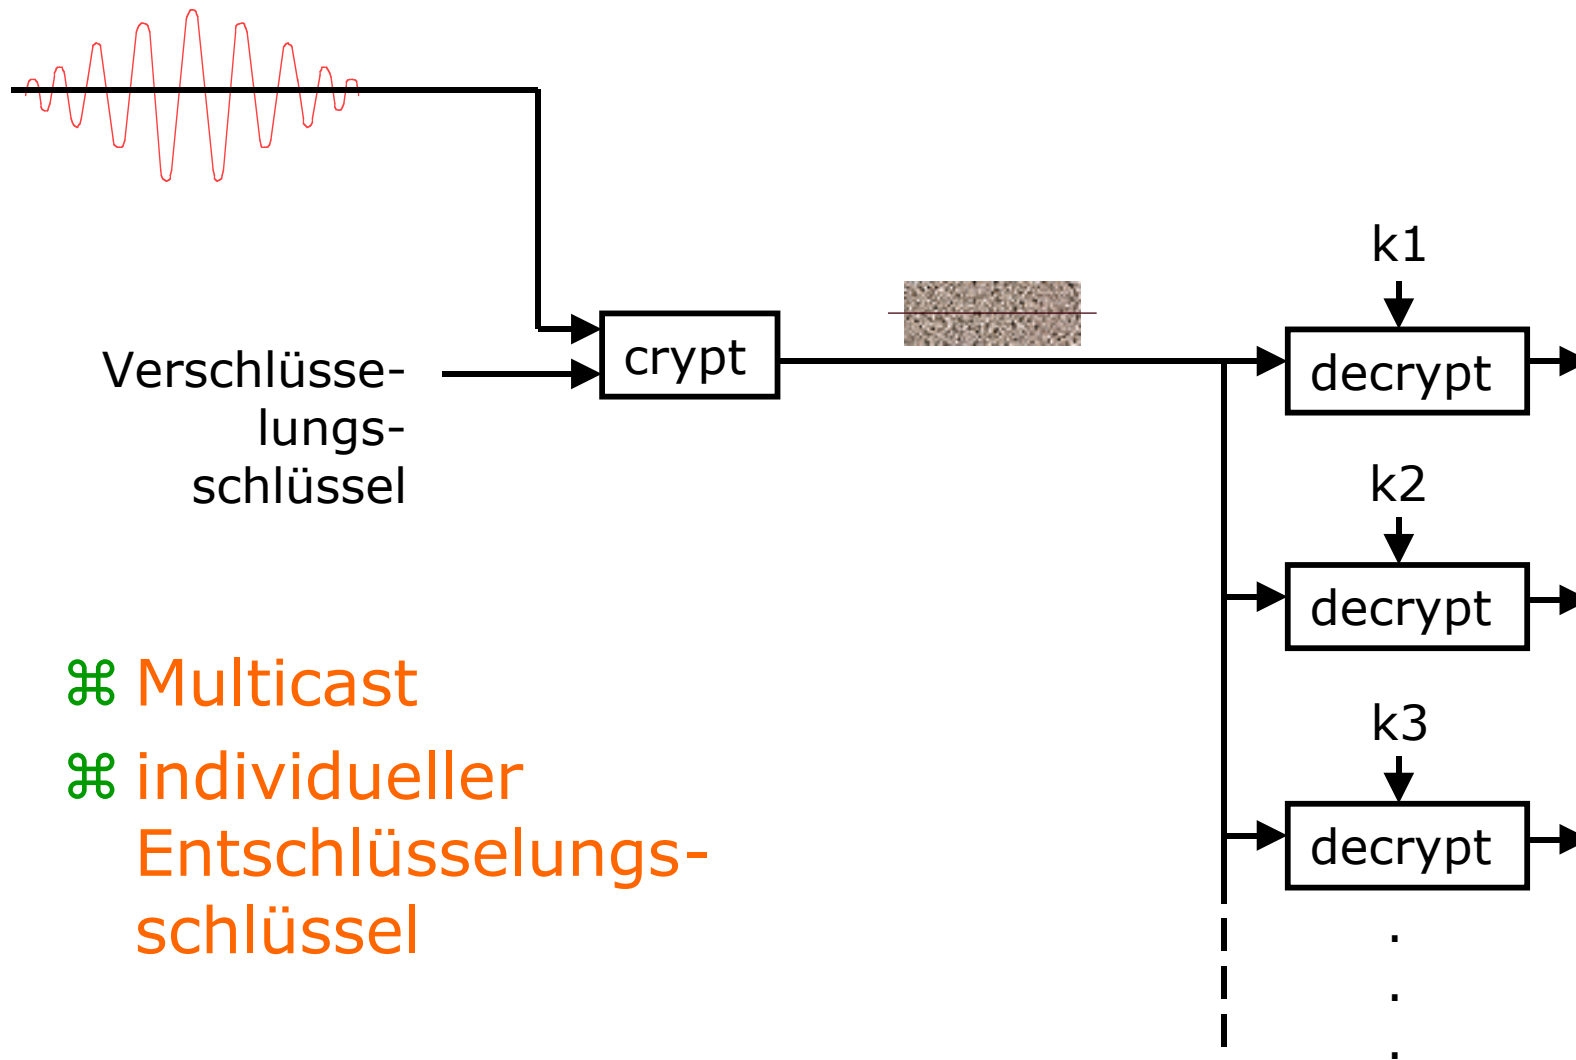 k1
crypt
decrypt
Verschlüsse-
lungs-
schlüssel
k2
decrypt
⌘ Multicast
k3
⌘ individueller
Entschlüsselungs-
decrypt
schlüssel
.
.
.